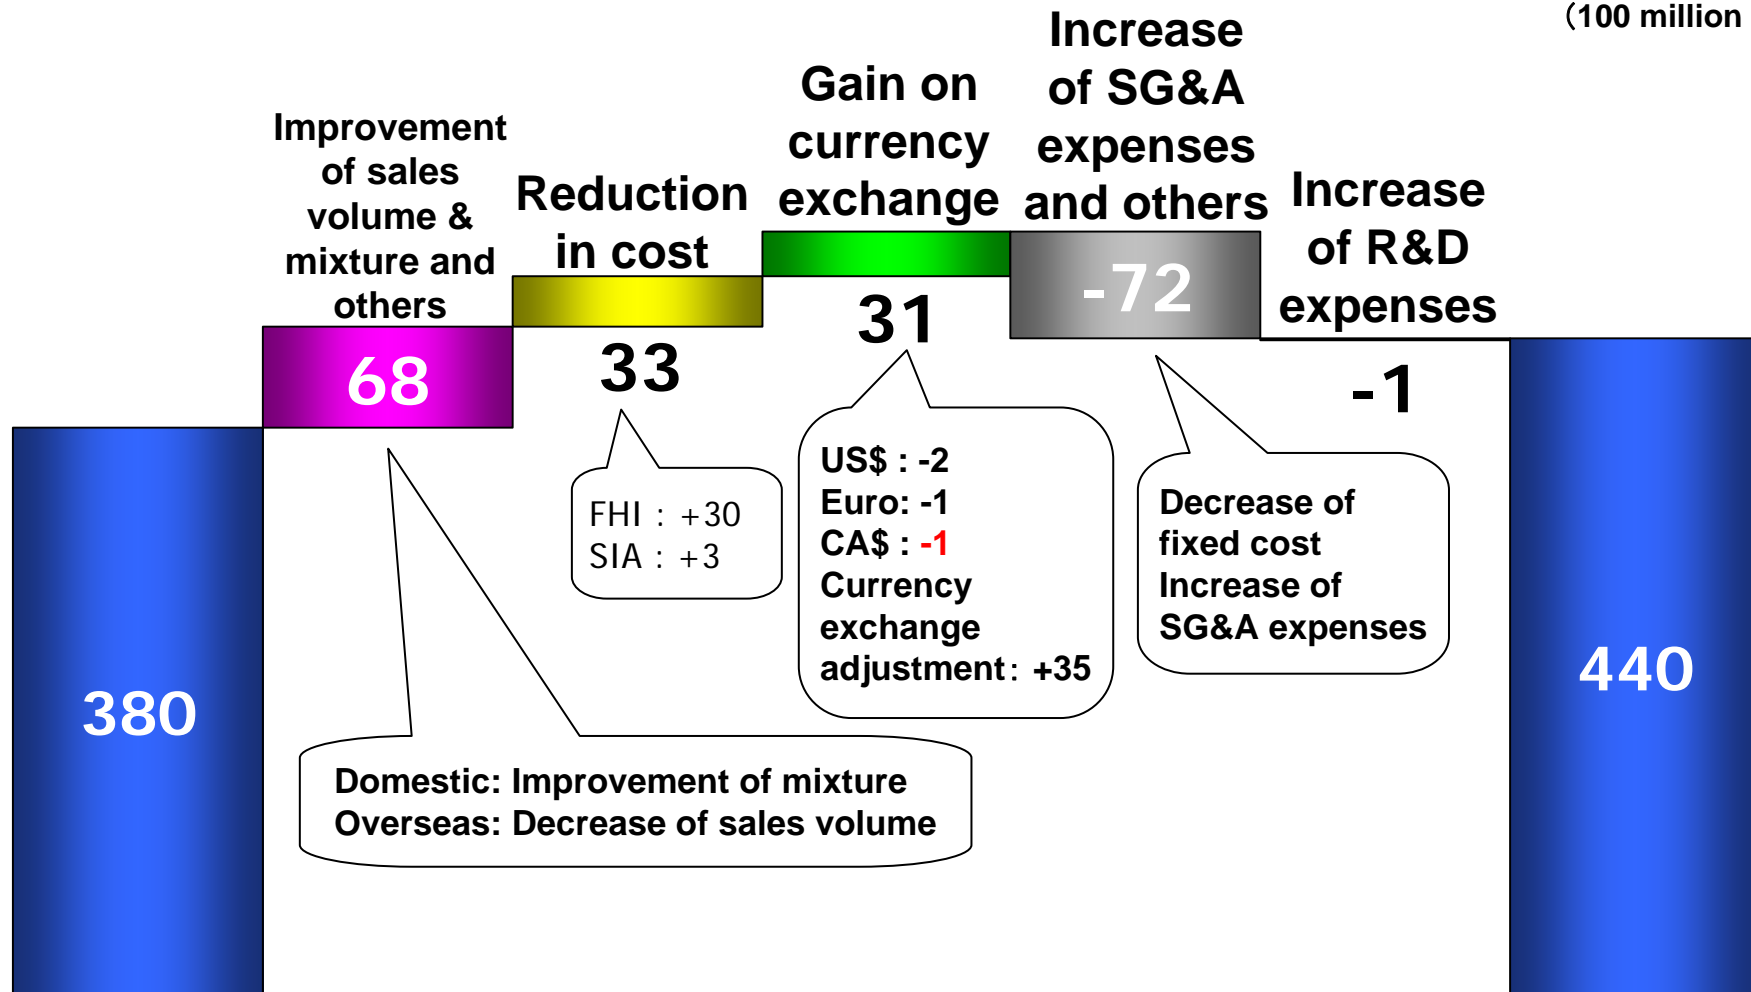 （100 million
Improvement
of sales
volume &
mixture and
others
68
Reduction
in cost
33
Gain on
currency
exchange
31
Increase
of SG&A
expenses
and others
-72
Increase
of R&D
expenses
-1
380
440
FHI : +30
SIA : +3
US$ : -2
Euro: -1
CA$ : -1
Currency
exchange
adjustment： +35
Decrease of
fixed cost
Increase of
SG&A expenses
Domestic: Improvement of mixture
Overseas: Decrease of sales volume